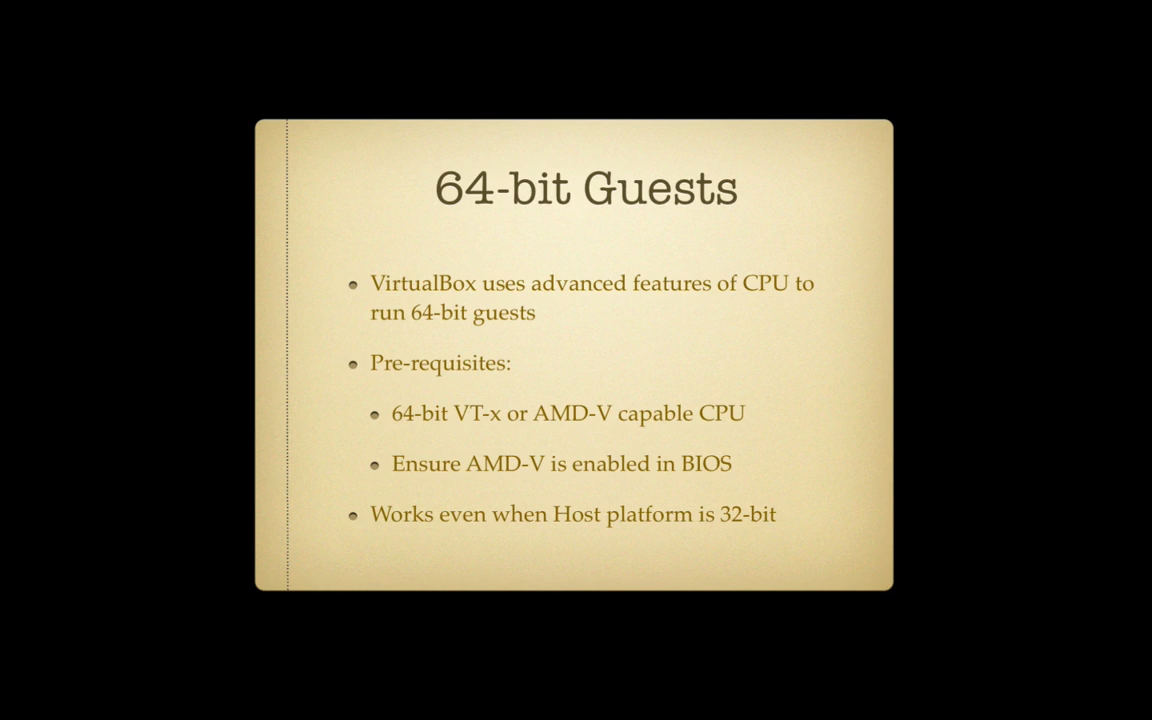 64-bit Guests
VirtualBox uses advanced features of CPU to
run 64-bit guests
Pre-requisites:
64-bit VT-x or AMD-V capable CPU
Ensure AMD-V is enabled in BIOS
Works even when Host platform is 32-bit